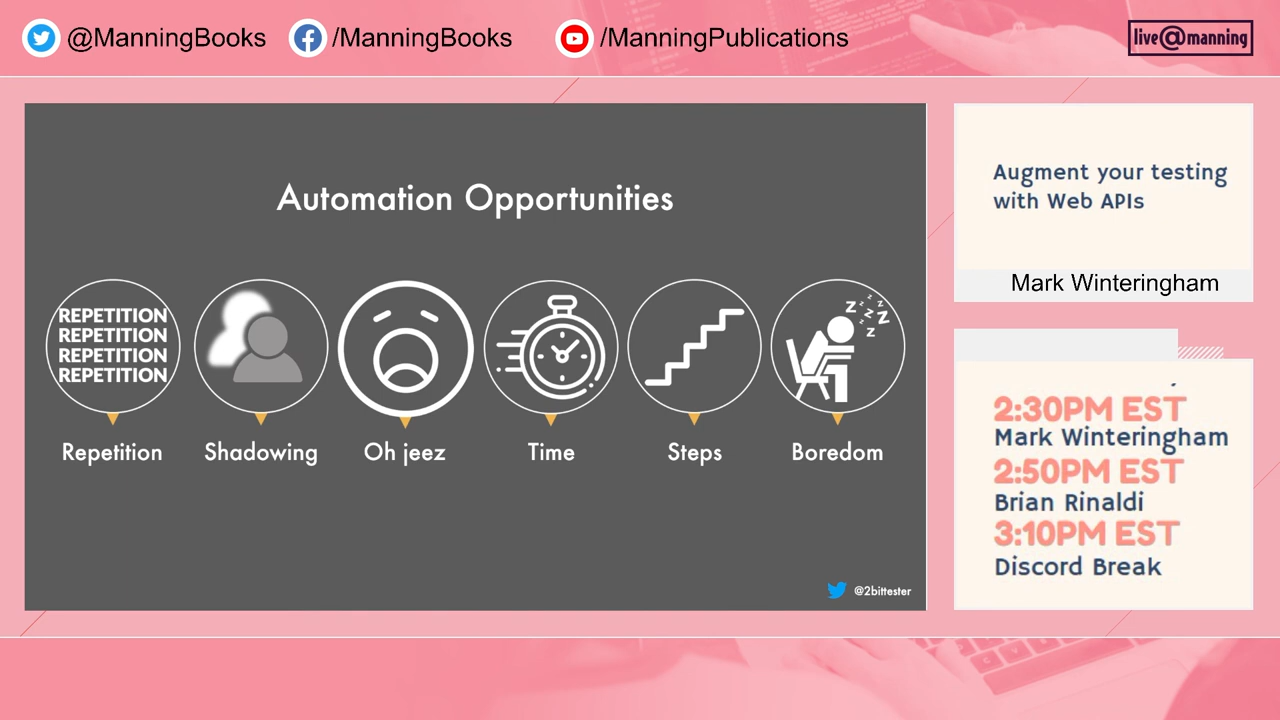 @ManningBooks
/ManningBooks
/ManningPublications
live@manning
Automation Opportunities
REPETITION
REPETITION
REPETITION
REPETITION
z z z z z Z
Repetition
Shadowing
Oh jeez
Time
Steps
Boredom
@2bittester
Augment your testing
with Web APIs
Mark Winteringham
2:30PM EST
Mark Winteringham
2:50PM EST
Brian Rinaldi
3:10PM EST
Discord Break